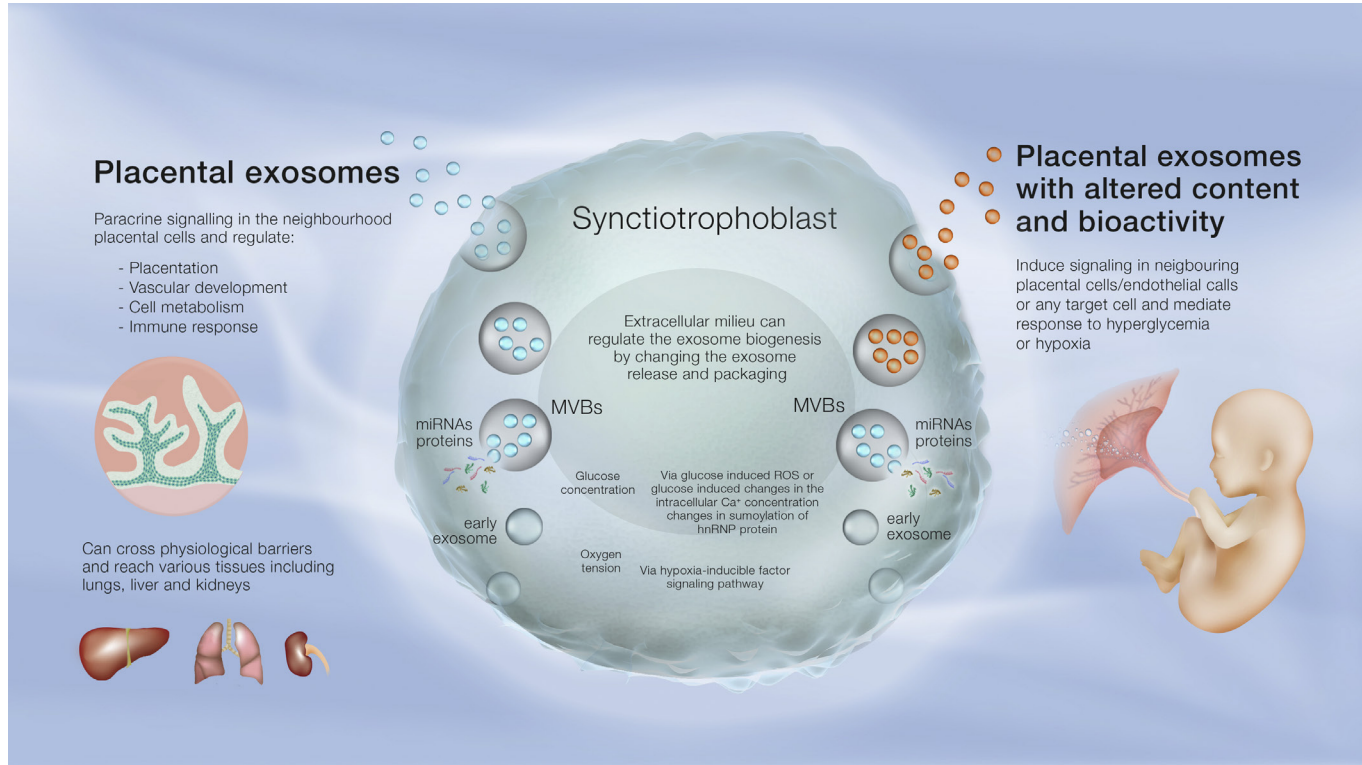 Placental exosomes
Paracrine signalling in the neighbourhood
placental cells and regulate:
- Placentation
- Vascular development
- Cell metabolism
- Immune response
Can cross physiological barriers
and reach various tissues including
lungs, liver and kidneys
Synctiotrophoblast
Extracellular milieu can
regulate the exosome biogenesis
by changing the exosome
release and packaging
MVBs
miRNAs
proteins
early
exosome
Glucose
concentration
Via glucose induced ROS or
glucose induced changes in the
intracellular Ca⁺ concentration
changes in sumoylation of
hnRNP protein
Oxygen
tension
Via hypoxia-inducible factor
signaling pathway
MVBs
miRNAs
proteins
early
exosome
Placental exosomes
with altered content
and bioactivity
Induce signaling in neigbouring
placental cells/endothelial calls
or any target cell and mediate
response to hyperglycemia
or hypoxia